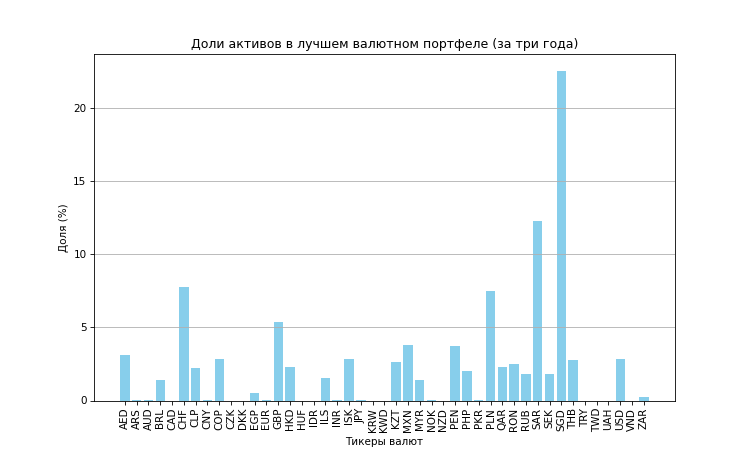 Доли активов в лучшем валютном портфеле (за три года)
Доля (%)
20
15
10
5
0
AED ARS AUD BRL CAD CHF CLP CNY COP CZK DKK EGP EUR GBP HKD HUF IDR ILS INR ISK JPY KRW KWD KZT MXN MYR NOK NZD PEN PHP PKR PLN QAR RON RUB SAR SEK SGD THB TRY TWD UAH USD VND ZAR
Тикеры валют